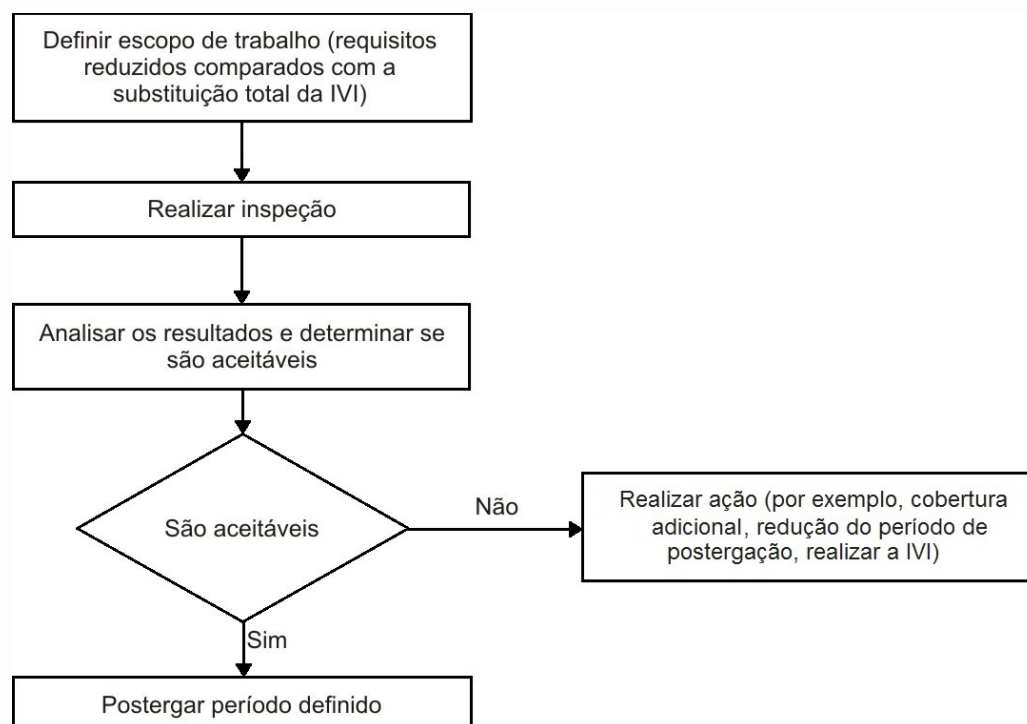 Definir escopo de trabalho (requisitos
reduzidos comparados com a
substituição total da IVI)
Realizar inspeção
Analisar os resultados e determinar se
são aceitáveis
São aceitáveis
Não
Realizar ação (por exemplo, cobertura
adicional, redução do período de
postergação, realizar a IVI)
Sim
Postergar período definido